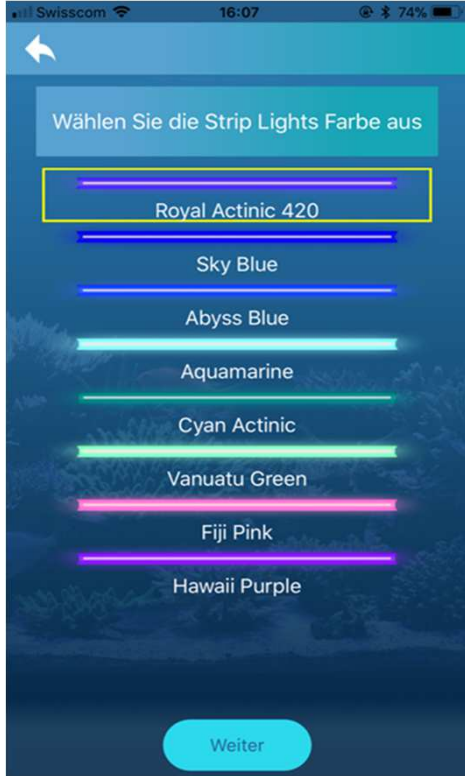 Swisscom 16:07 74%
Wählen Sie die Strip Lights Farbe aus
Royal Actinic 420
Sky Blue
Abyss Blue
Aquamarine
Cyan Actinic
Vanuatu Green
Fiji Pink
Hawaii Purple
Weiter